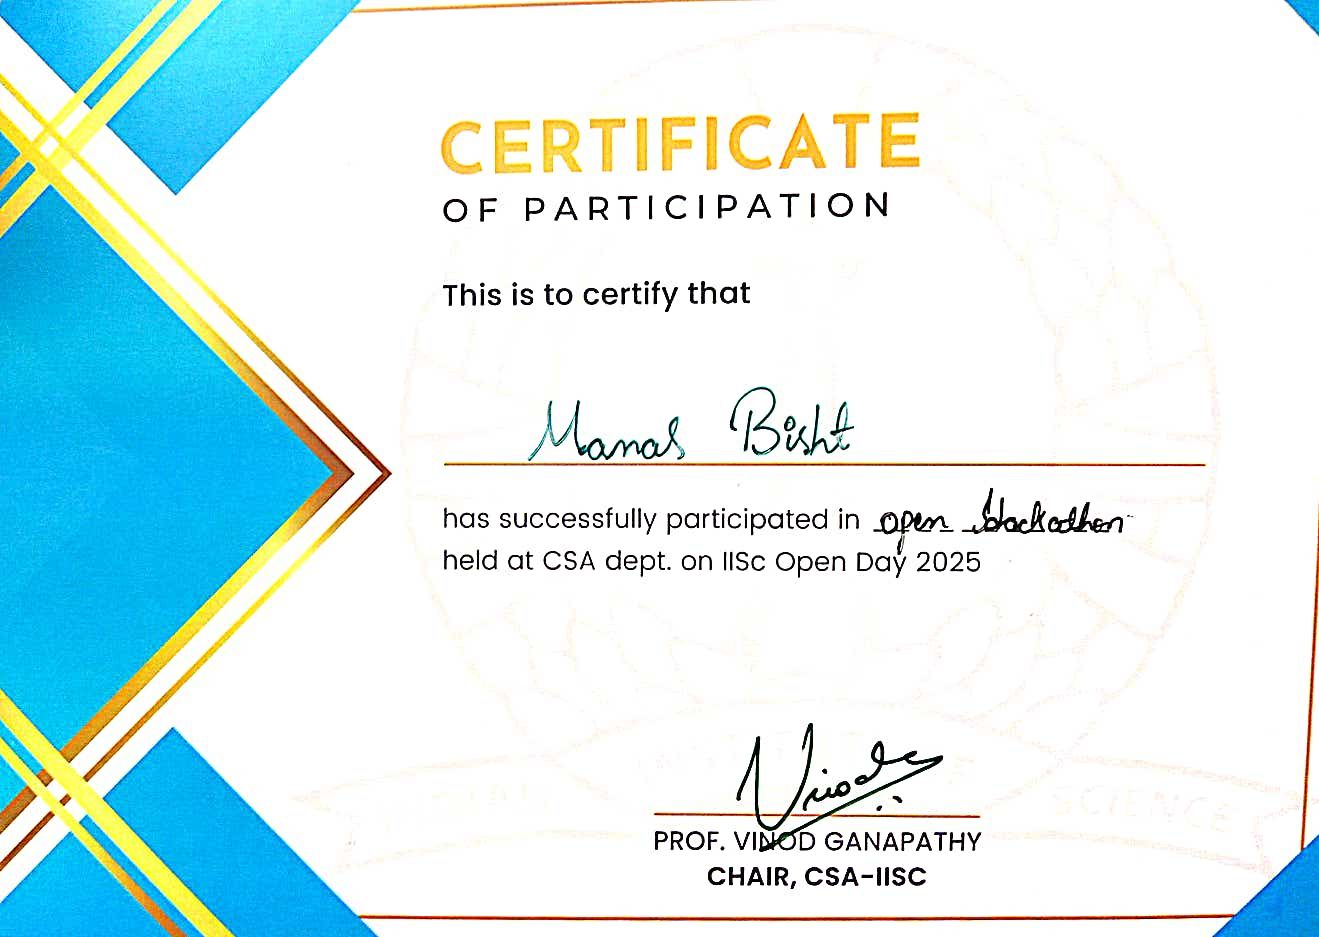 CERTIFICATE
OF PARTICIPATION
This is to certify that
Manas Bisht
has successfully participated in open Hackathon
held at CSA dept. on IISc Open Day 2025
Vinod
PROF. VINOD GANAPATHY
CHAIR, CSA-IISC
SCIENCE